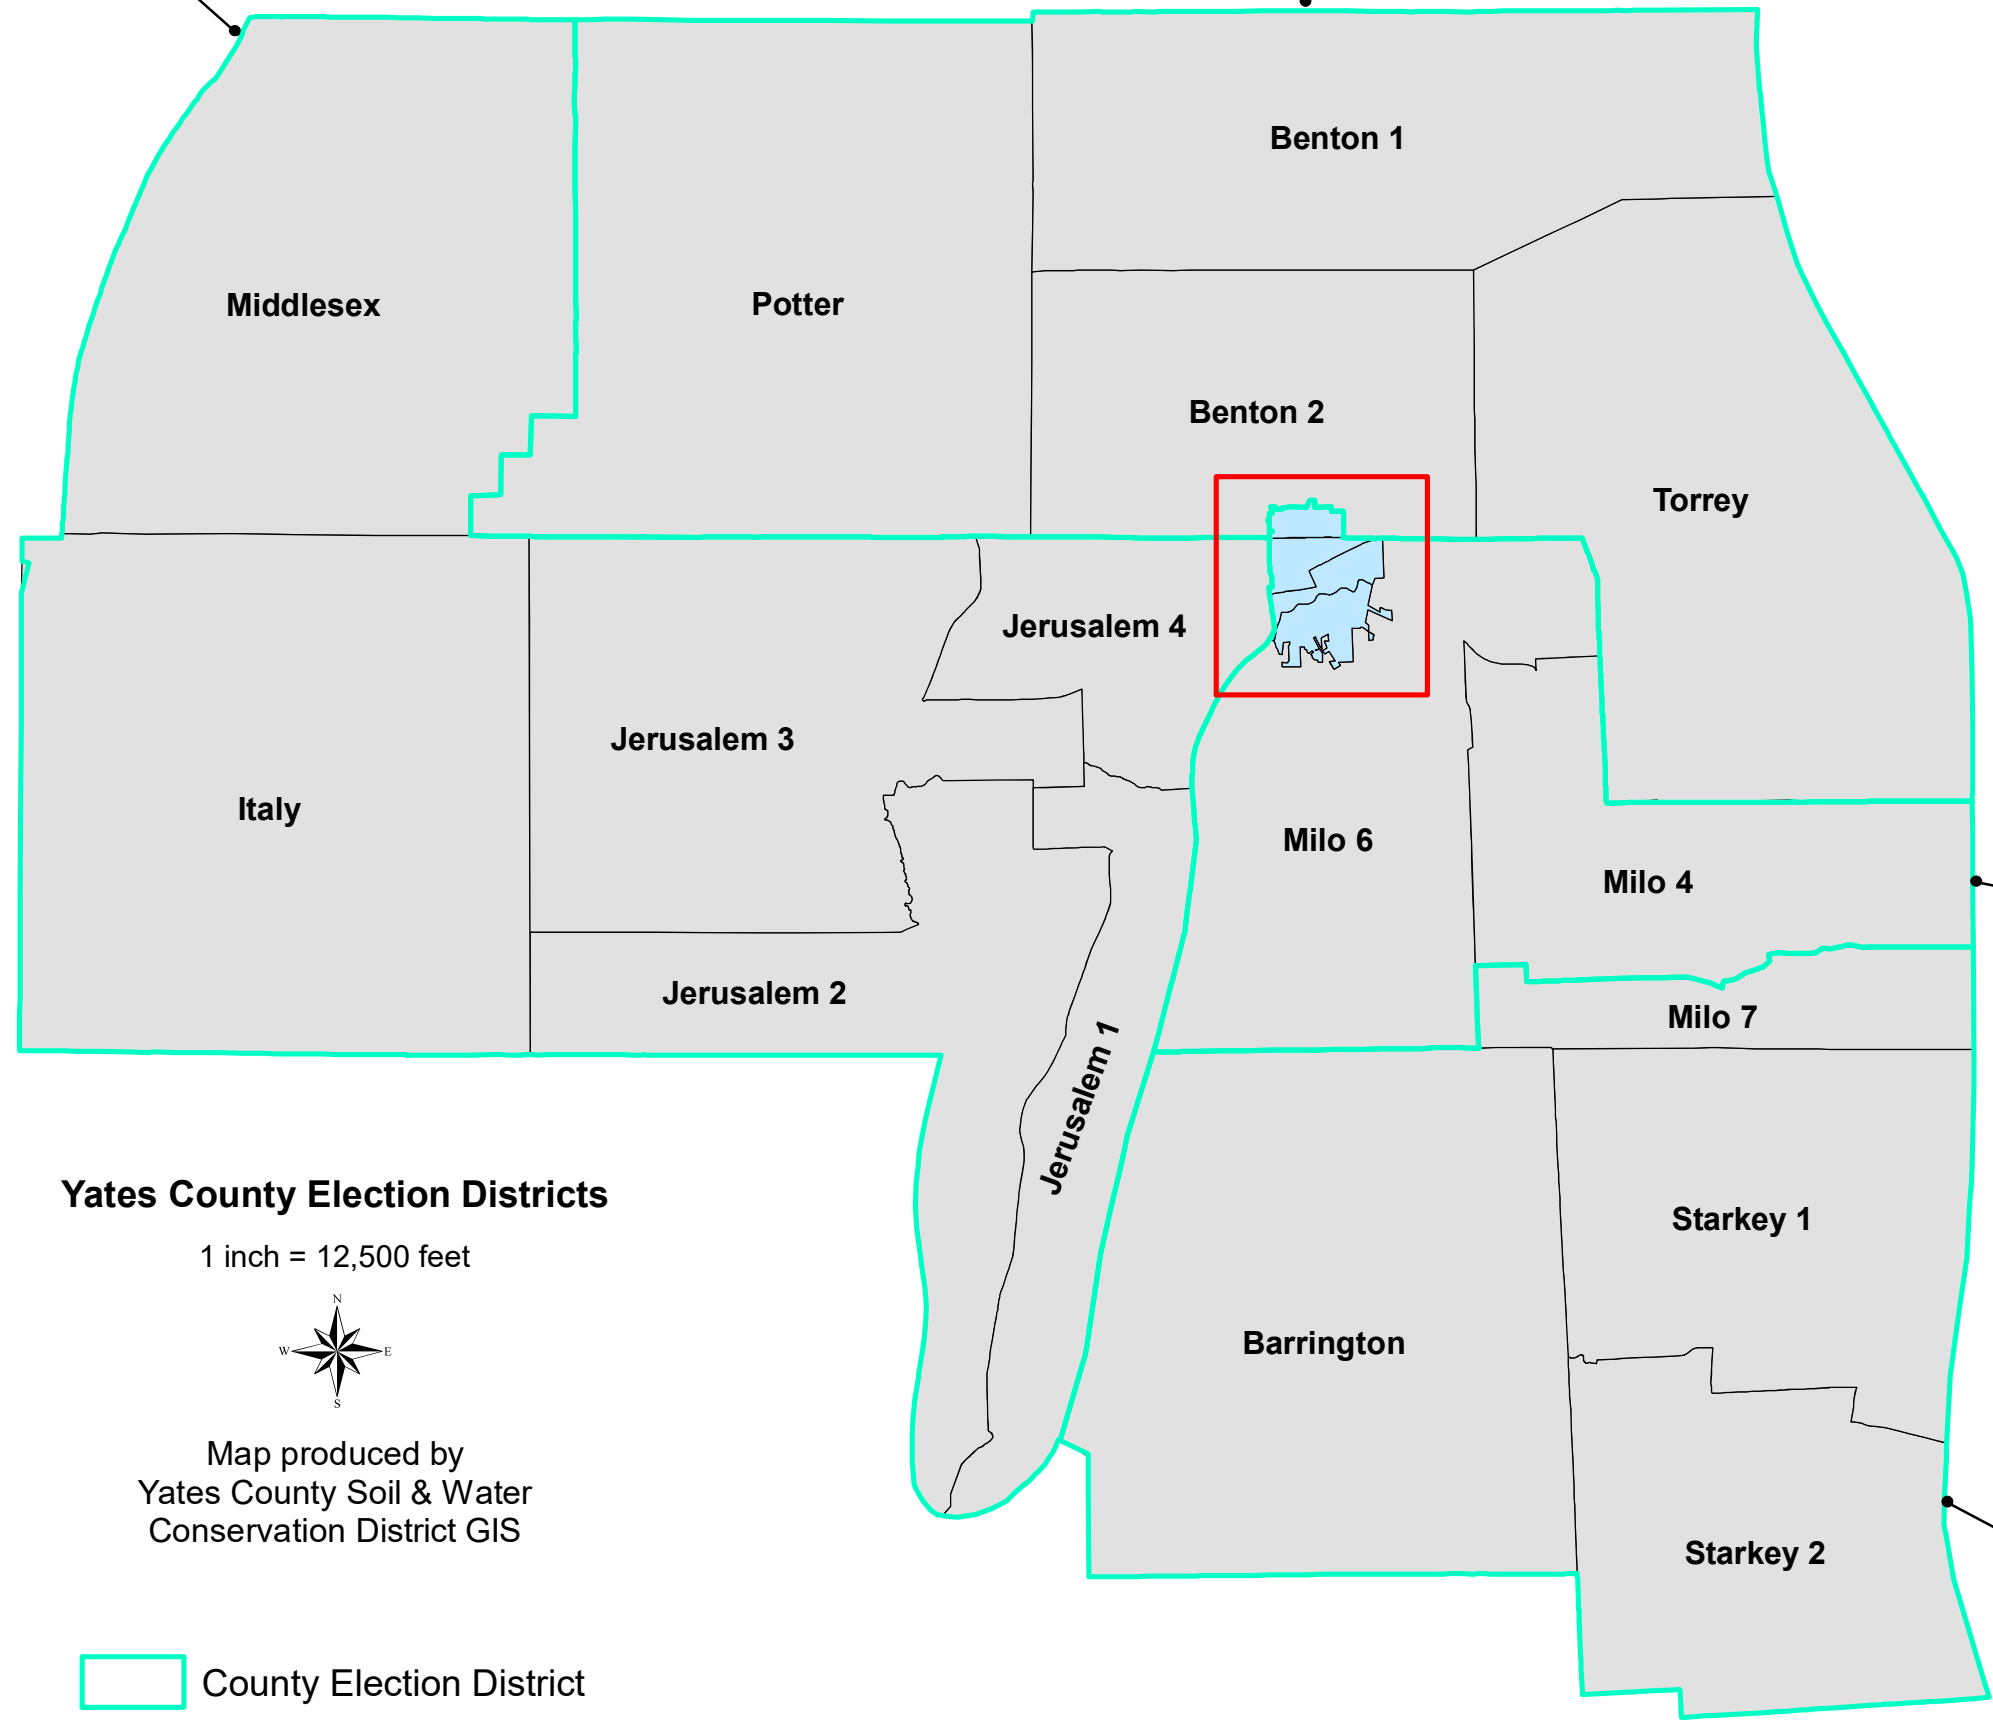 Benton 1
Middlesex
Potter
Benton 2
Torrey
Jerusalem 4
Jerusalem 3
Italy
Milo 6
Milo 4
Jerusalem 2
Milo 7
Jerusalem 1
Yates County Election Districts
1 inch = 12,500 feet
N
W
E
S
Starkey 1
Barrington
Map produced by
Yates County Soil & Water
Conservation District GIS
Starkey 2
County Election District